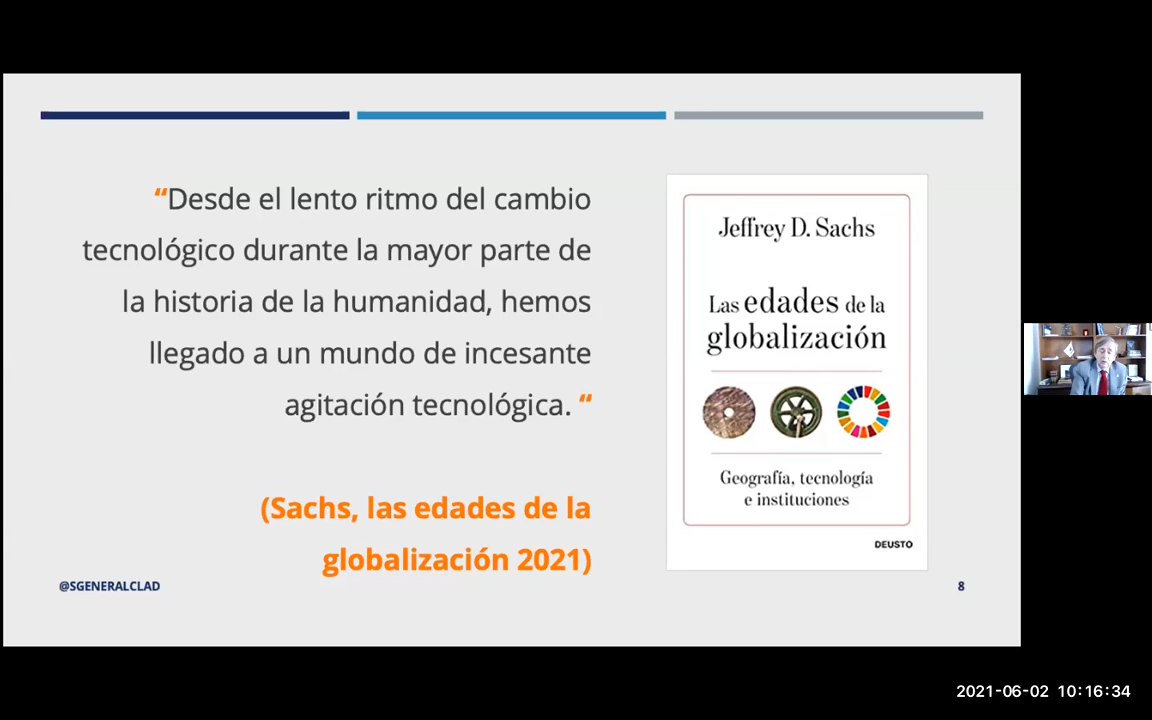 “Desde el lento ritmo del cambio
tecnológico durante la mayor parte de
la historia de la humanidad, hemos
llegado a un mundo de incesante
agitación tecnológica. “
(Sachs, las edades de la
globalización 2021)
@SGENERALCLAD
Jeffrey D. Sachs
Las edades de la
globalización
Geografía, tecnología
e instituciones
DEUSTO
8
2021-06-02 10:16:34